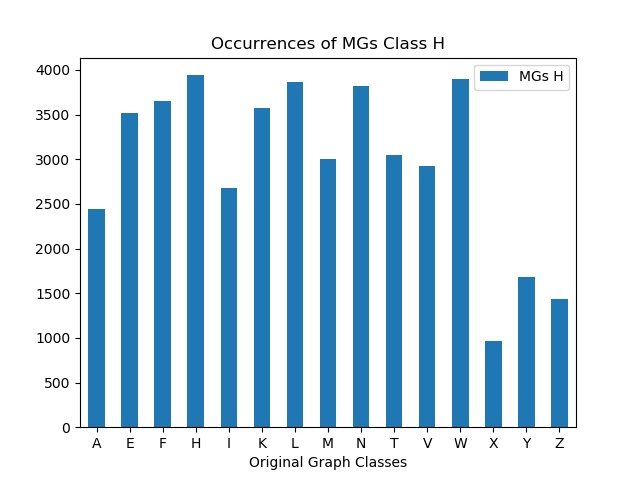 Occurrences of MGs Class H
MGs H
4000
3500
3000
2500
2000
1500
1000
500
0
A E F H I K L M N T V W X Y Z
Original Graph Classes